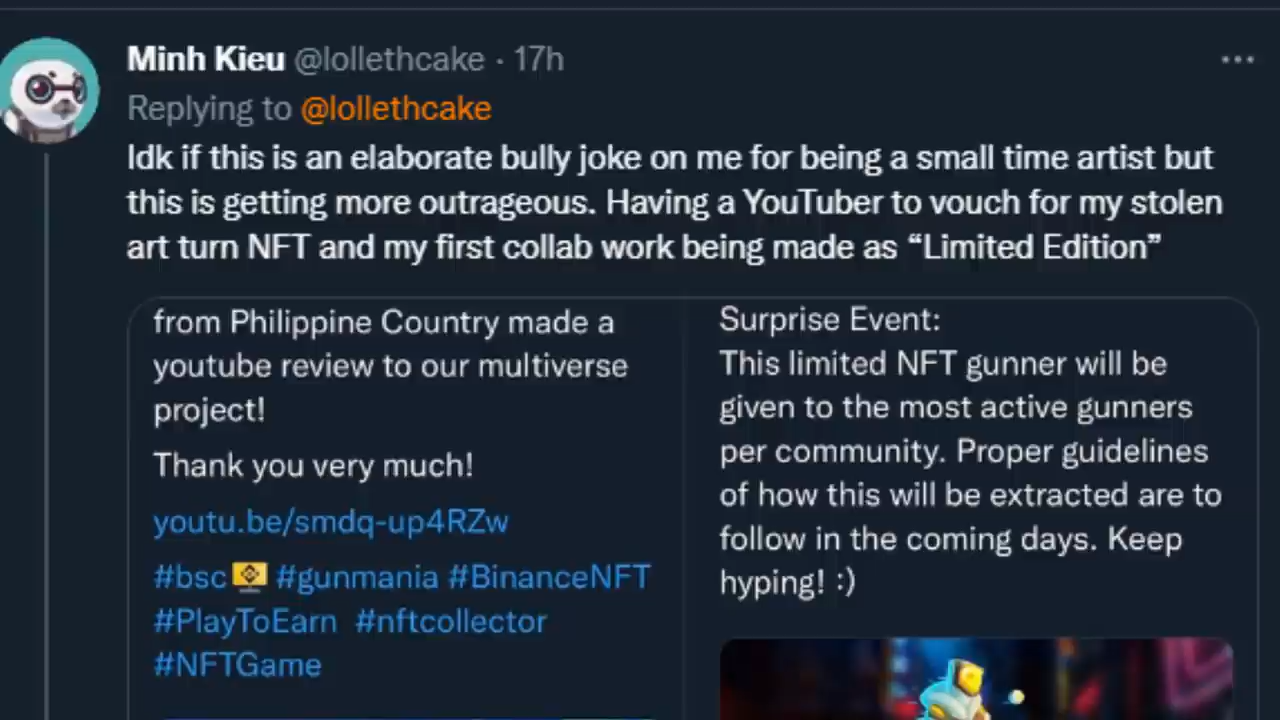 Minh Kieu @lollethcake · 17h
Replying to @lollethcake
Idk if this is an elaborate bully joke on me for being a small time artist but
this is getting more outrageous. Having a YouTuber to vouch for my stolen
art turn NFT and my first collab work being made as “Limited Edition”
from Philippine Country made a
youtube review to our multiverse
project!
Thank you very much!
youtu.be/smdq-up4RZw
#bsc #gunmania #BinanceNFT
#PlayToEarn #nftcollector
#NFTGame
Surprise Event:
This limited NFT gunner will be
given to the most active gunners
per community. Proper guidelines
of how this will be extracted are to
follow in the coming days. Keep
hyping! :)